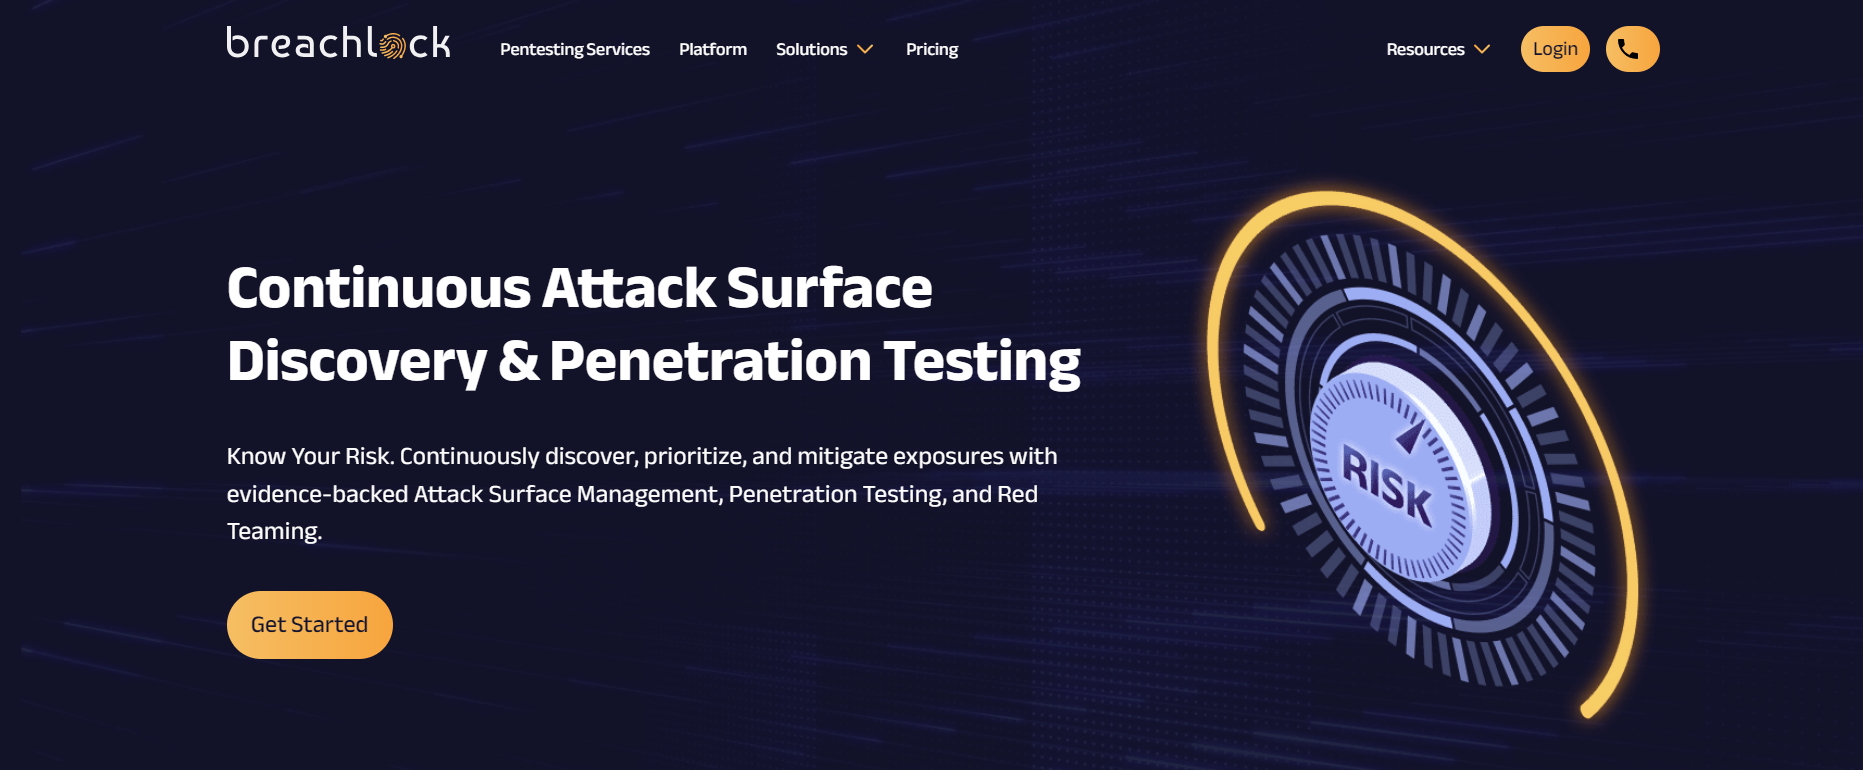 breachlock
Pentesting Services
Platform
Solutions
Pricing
Resources
Login
Continuous Attack Surface
Discovery & Penetration Testing
Know Your Risk. Continuously discover, prioritize, and mitigate exposures with
evidence-backed Attack Surface Management, Penetration Testing, and Red
Teaming.
Get Started
RISK